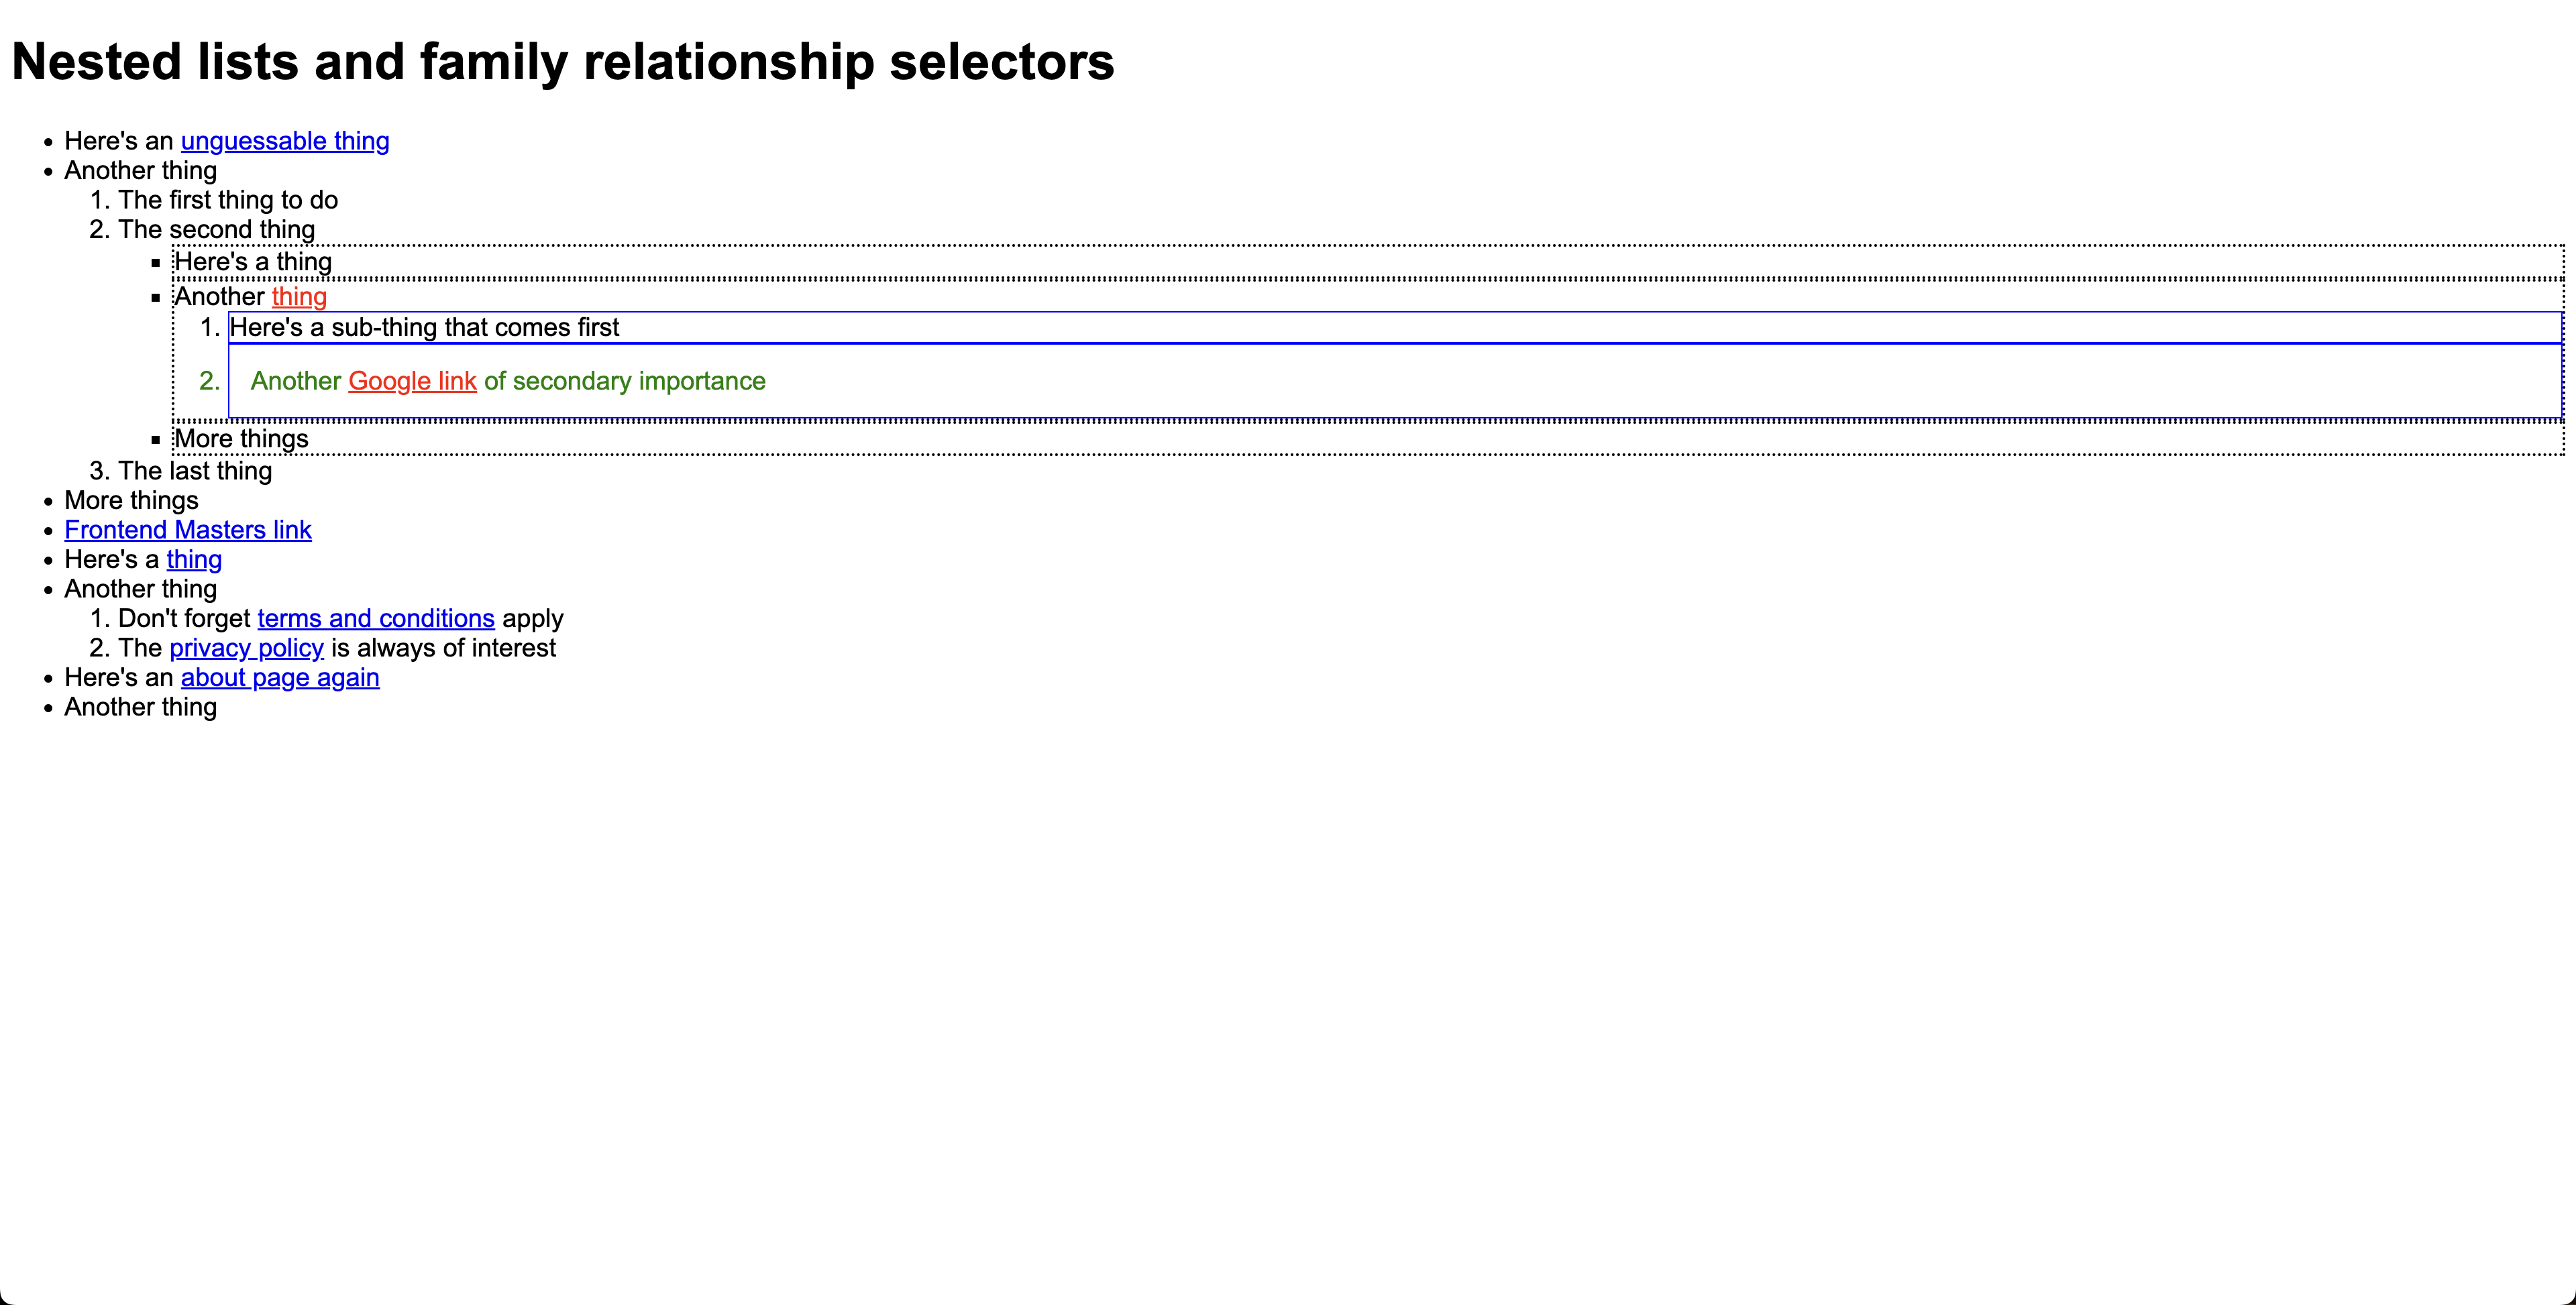 Nested lists and family relationship selectors
• Here's an unguessable thing
• Another thing
1. The first thing to do
2. The second thing
▪ Here's a thing
▪ Another thing
1. Here's a sub-thing that comes first
2. Another Google link of secondary importance
▪ More things
3. The last thing
• More things
• Frontend Masters link
• Here's a thing
• Another thing
1. Don't forget terms and conditions apply
2. The privacy policy is always of interest
• Here's an about page again
• Another thing